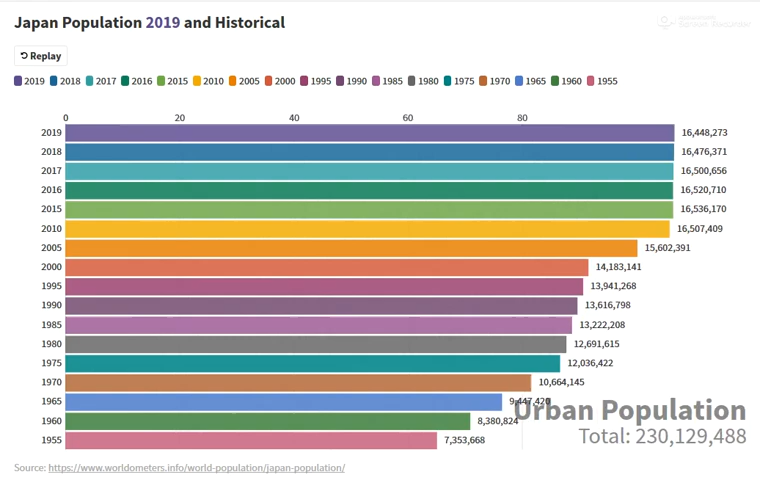 Japan Population 2019 and Historical
Replay
2019 2018 2017 2016 2015 2010 2005 2000 1995 1990 1985 1980 1975 1970 1965 1960 1955
0 20 40 60 80
2019 16,448,273
2018 16,476,371
2017 16,500,656
2016 16,520,710
2015 16,536,170
2010 16,507,409
2005 15,602,391
2000 14,183,141
1995 13,941,268
1990 13,616,798
1985 13,222,208
1980 12,691,615
1975 12,036,422
1970 10,664,145
1965 9,447,420
Urban Population
1960 8,380,824
Total: 230,129,488
1955 7,353,668
Source: https://www.worldometers.info/world-population/japan-population/